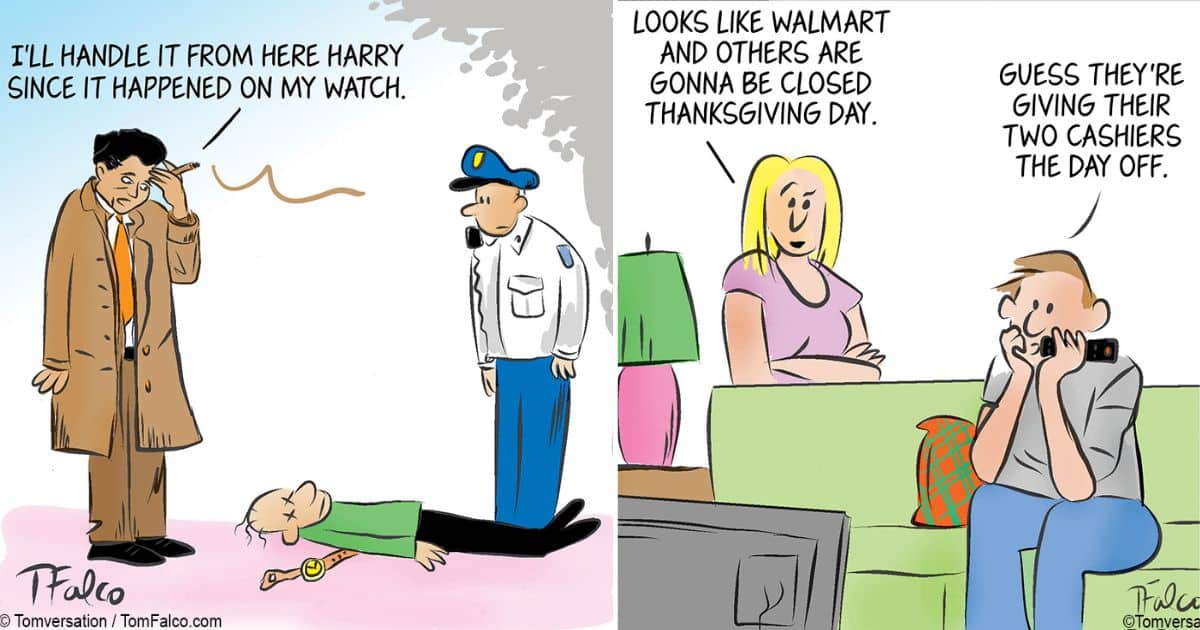 I'LL HANDLE IT FROM HERE HARRY
SINCE IT HAPPENED ON MY WATCH.
TFalco
© Tomversation / TomFalco.com
LOOKS LIKE WALMART
AND OTHERS ARE
GONNA BE CLOSED
THANKSGIVING DAY.
GUESS THEY'RE
GIVING THEIR
TWO CASHIERS
THE DAY OFF.
TFalco
©Tomversa